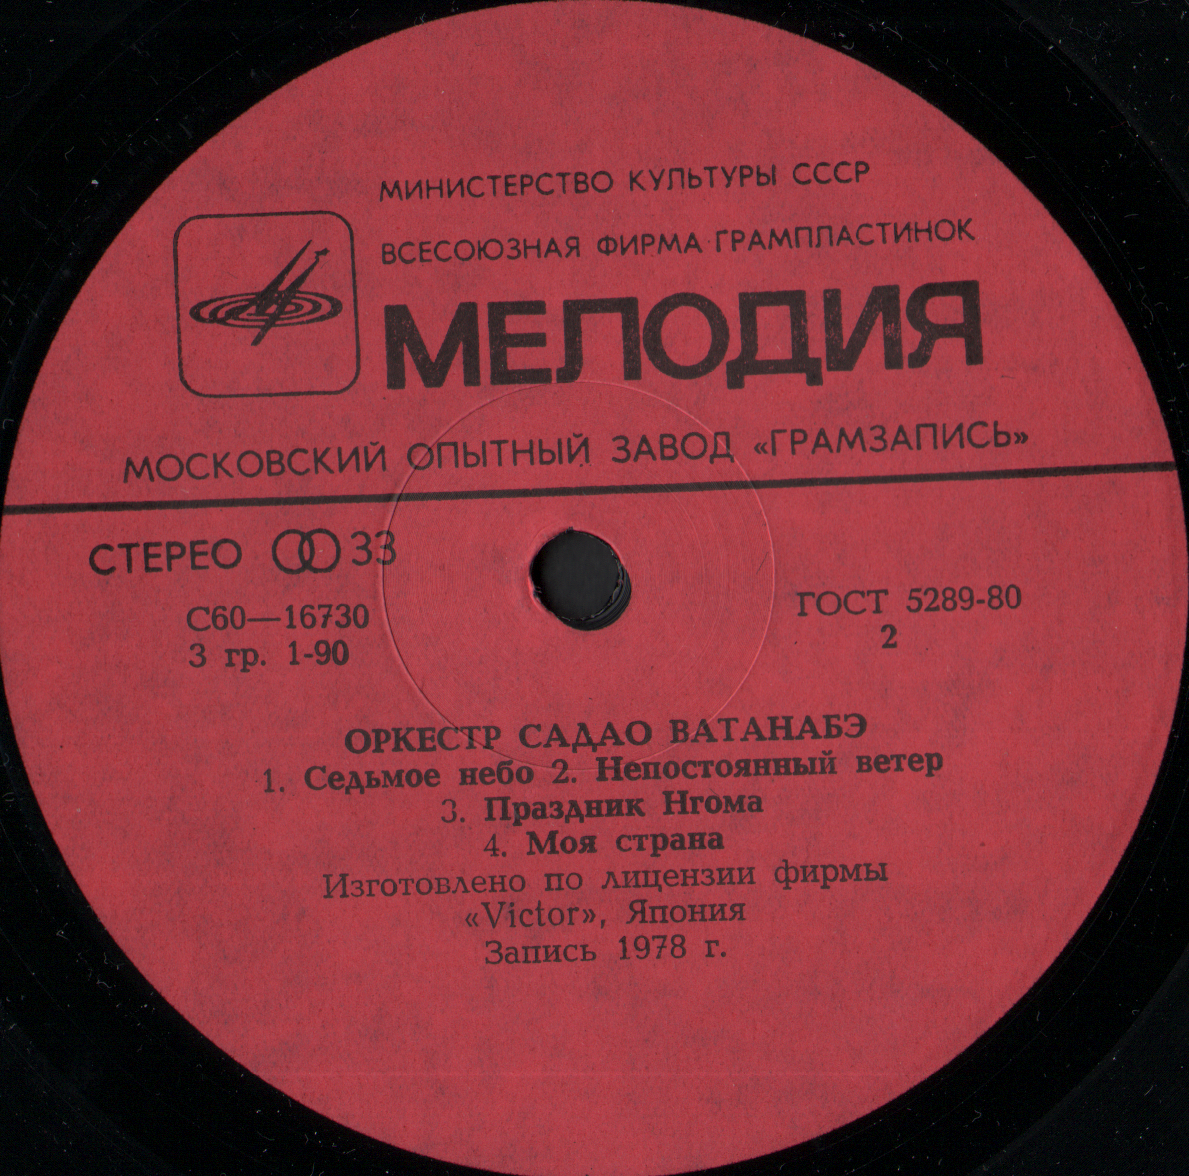 МИНИСТЕРСТВО КУЛЬТУРЫ СССР
ВСЕСОЮЗНАЯ ФИРМА ГРАМПЛАСТИНОК
МЕЛОДИЯ
МОСКОВСКИЙ ОПЫТНЫЙ ЗАВОД «ГРАМЗАПИСЬ»
СТЕРЕО 33
С60—16730
3 гр. 1-90
ГОСТ 5289-80
2
ОРКЕСТР САДАО ВАТАНАБЭ
1. Седьмое небо 2. Непостоянный ветер
3. Праздник Нгома
4. Моя страна
Изготовлено по лицензии фирмы
«Victor», Япония
Запись 1978 г.